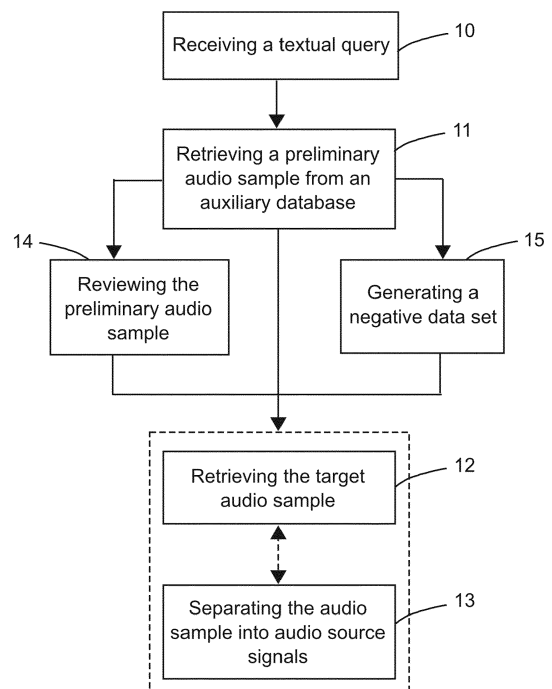 Receiving a textual query
10
Retrieving a preliminary
audio sample from an
auxiliary database
11
14
Reviewing the
preliminary audio
sample
15
Generating a
negative data set
Retrieving the target
audio sample
12
Separating the audio
sample into audio source
signals
13